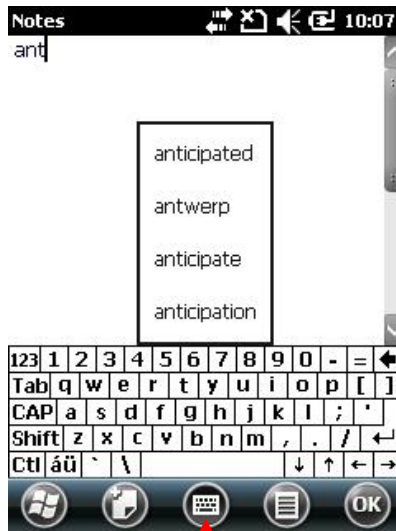 Notes 10:07
ant
anticipated
antwerp
anticipate
anticipation
123 1 2 3 4 5 6 7 8 9 0 - =
Tab q w e r t y u i o p [ ]
CAP a s d f g h j k l ; '
Shift z x c v b n m , . /
Ctl áü ` \ ↓ ↑ ← →
OK